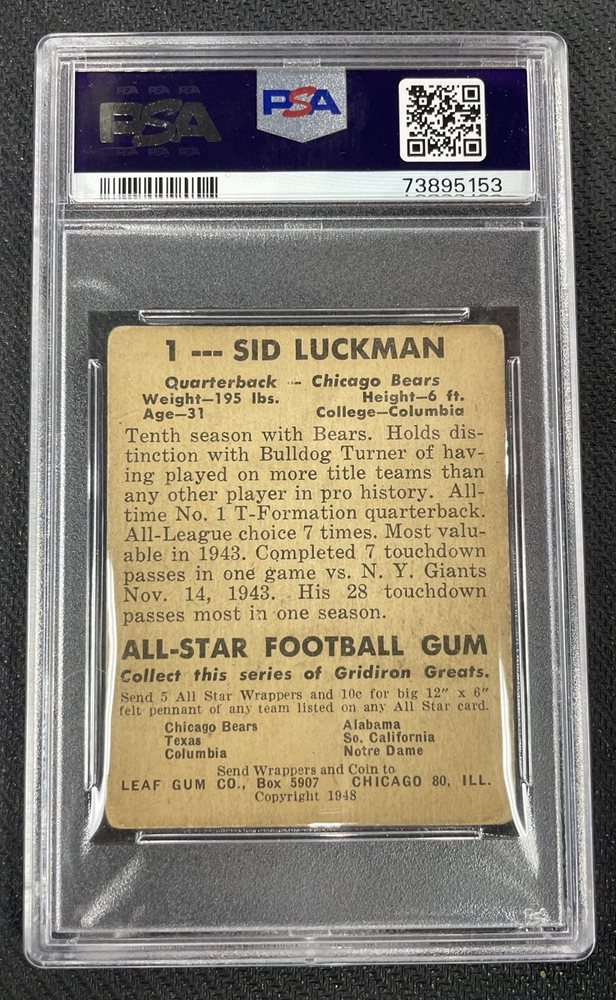 PSA PSA PSA
PSA
PSA PSA PSA
PSA
73895153
1 --- SID LUCKMAN
Quarterback -- Chicago Bears
Weight—195 lbs. Height—6 ft.
Age—31 College—Columbia
Tenth season with Bears. Holds dis-
tinction with Bulldog Turner of hav-
ing played on more title teams than
any other player in pro history. All-
time No. 1 T-Formation quarterback.
All-League choice 7 times. Most valu-
able in 1943. Completed 7 touchdown
passes in one game vs. N. Y. Giants
Nov. 14, 1943. His 28 touchdown
passes most in one season.
ALL-STAR FOOTBALL GUM
Collect this series of Gridiron Greats.
Send 5 All Star Wrappers and 10c for big 12" x 6"
felt pennant of any team listed on any All Star card.
Chicago Bears Alabama
Texas So. California
Columbia Notre Dame
Send Wrappers and Coin to
LEAF GUM CO., Box 5907 CHICAGO 80, ILL.
Copyright 1948